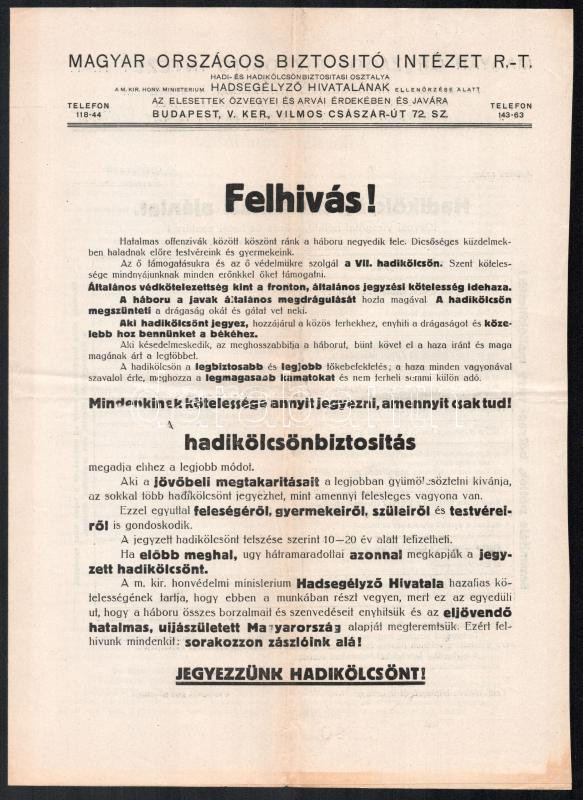 MAGYAR ORSZÁGOS BIZTOSITÓ INTÉZET R.-T.
HADI- ÉS HADIKÖLCSÖNBIZTOSITASI OSZTALYA
A M. KIR. HONV. MINISTERIUM HADSEGÉLYZŐ HIVATALÁNAK ELLENŐRZÉSE ALATT
AZ ELESETTEK ÖZVEGYEI ÉS ARVAI ÉRDEKÉBEN ÉS JAVÁRA
TELEFON 118-44
BUDAPEST, V. KER., VILMOS CSÁSZÁR-ÚT 72. SZ.
TELEFON 143-63
Felhivás!
Hatalmas offenzivák között köszönt ránk a háboru negyedik tele. Dicsőséges küzdelmek-
ben haladnak előre testvéreink és gyermekeink.
Az ő támogatásukra és az ő védelmükre szolgál a VII. hadikölcsön. Szent köteles-
sége mindnyájunknak minden erőnkkel őket támogatni.
Általános védkötelezettség kint a fronton, általános jegyzési kötelesség idehaza.
A háboru a javak általános megdrágulását hozta magával. A hadikölcsön
megszünteti a drágaság okát és gátat vet neki.
Aki hadikölcsönt jegyez, hozzájárul a közös terhekhez, enyhiti a drágaságot és köze-
lebb hoz bennünket a békéhez.
Aki késedelmeskedik, az meghosszabbitja a háborut, bünt követ el a haza iránt és maga
magának árt a legtöbbet.
A hadikölcsön a legbiztosabb és legjobb tőkebefektetés; a haza minden vagyonával
szavatol érte, meghozza a legmagasabb kamatokat és nem terheli semmi külön adó.
Mindenkinek kötelessége annyit jegyezni, amennyit csak tud!
A
hadikölcsönbiztositás
megadja ehhez a legjobb módot.
Aki a jövőbeli megtakaritásait a legjobban gyümölcsöztetni kivánja,
az sokkal több hadikölcsönt jegyezhet, mint amennyi felesleges vagyona van.
Ezzel egyuttal feleségéről, gyermekeiről, szüleiről és testvérei-
ről is gondoskodik.
A jegyzett hadikölcsönt tetszése szerint 10—20 év alatt lefizetheti.
Ha előbb meghal, ugy hátramaradottai azonnal megkapják a jegy-
zett hadikölcsönt.
A m. kir. honvédelmi ministerium Hadsegélyző Hivatala hazafias kö-
telességének tartja, hogy ebben a munkában részt vegyen, mert ez az egyedüli
ut, hogy a háboru összes borzalmait és szenvedéseit enyhitsük és az eljövendő
hatalmas, ujjászületett Magyarország alapját megteremtsük. Ezért fel-
hivunk mindenkit: sorakozzon zászlóink alá!
JEGYEZZÜNK HADIKÖLCSÖNT!